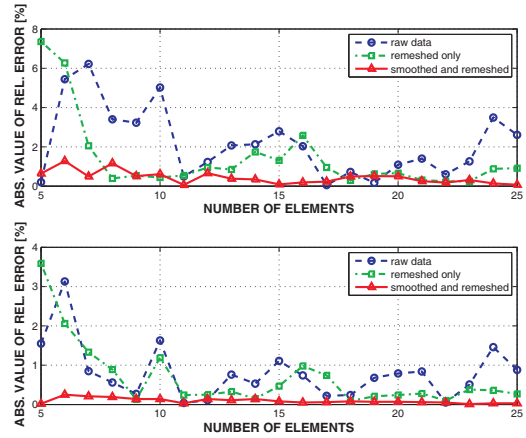 ABS. VALUE OF REL. ERROR [%]
8
6
4
2
0
raw data
remeshed only
smoothed and remeshed
5 10 15 20 25
NUMBER OF ELEMENTS
ABS. VALUE OF REL. ERROR [%]
4
3
2
1
0
raw data
remeshed only
smoothed and remeshed
5 10 15 20 25
NUMBER OF ELEMENTS